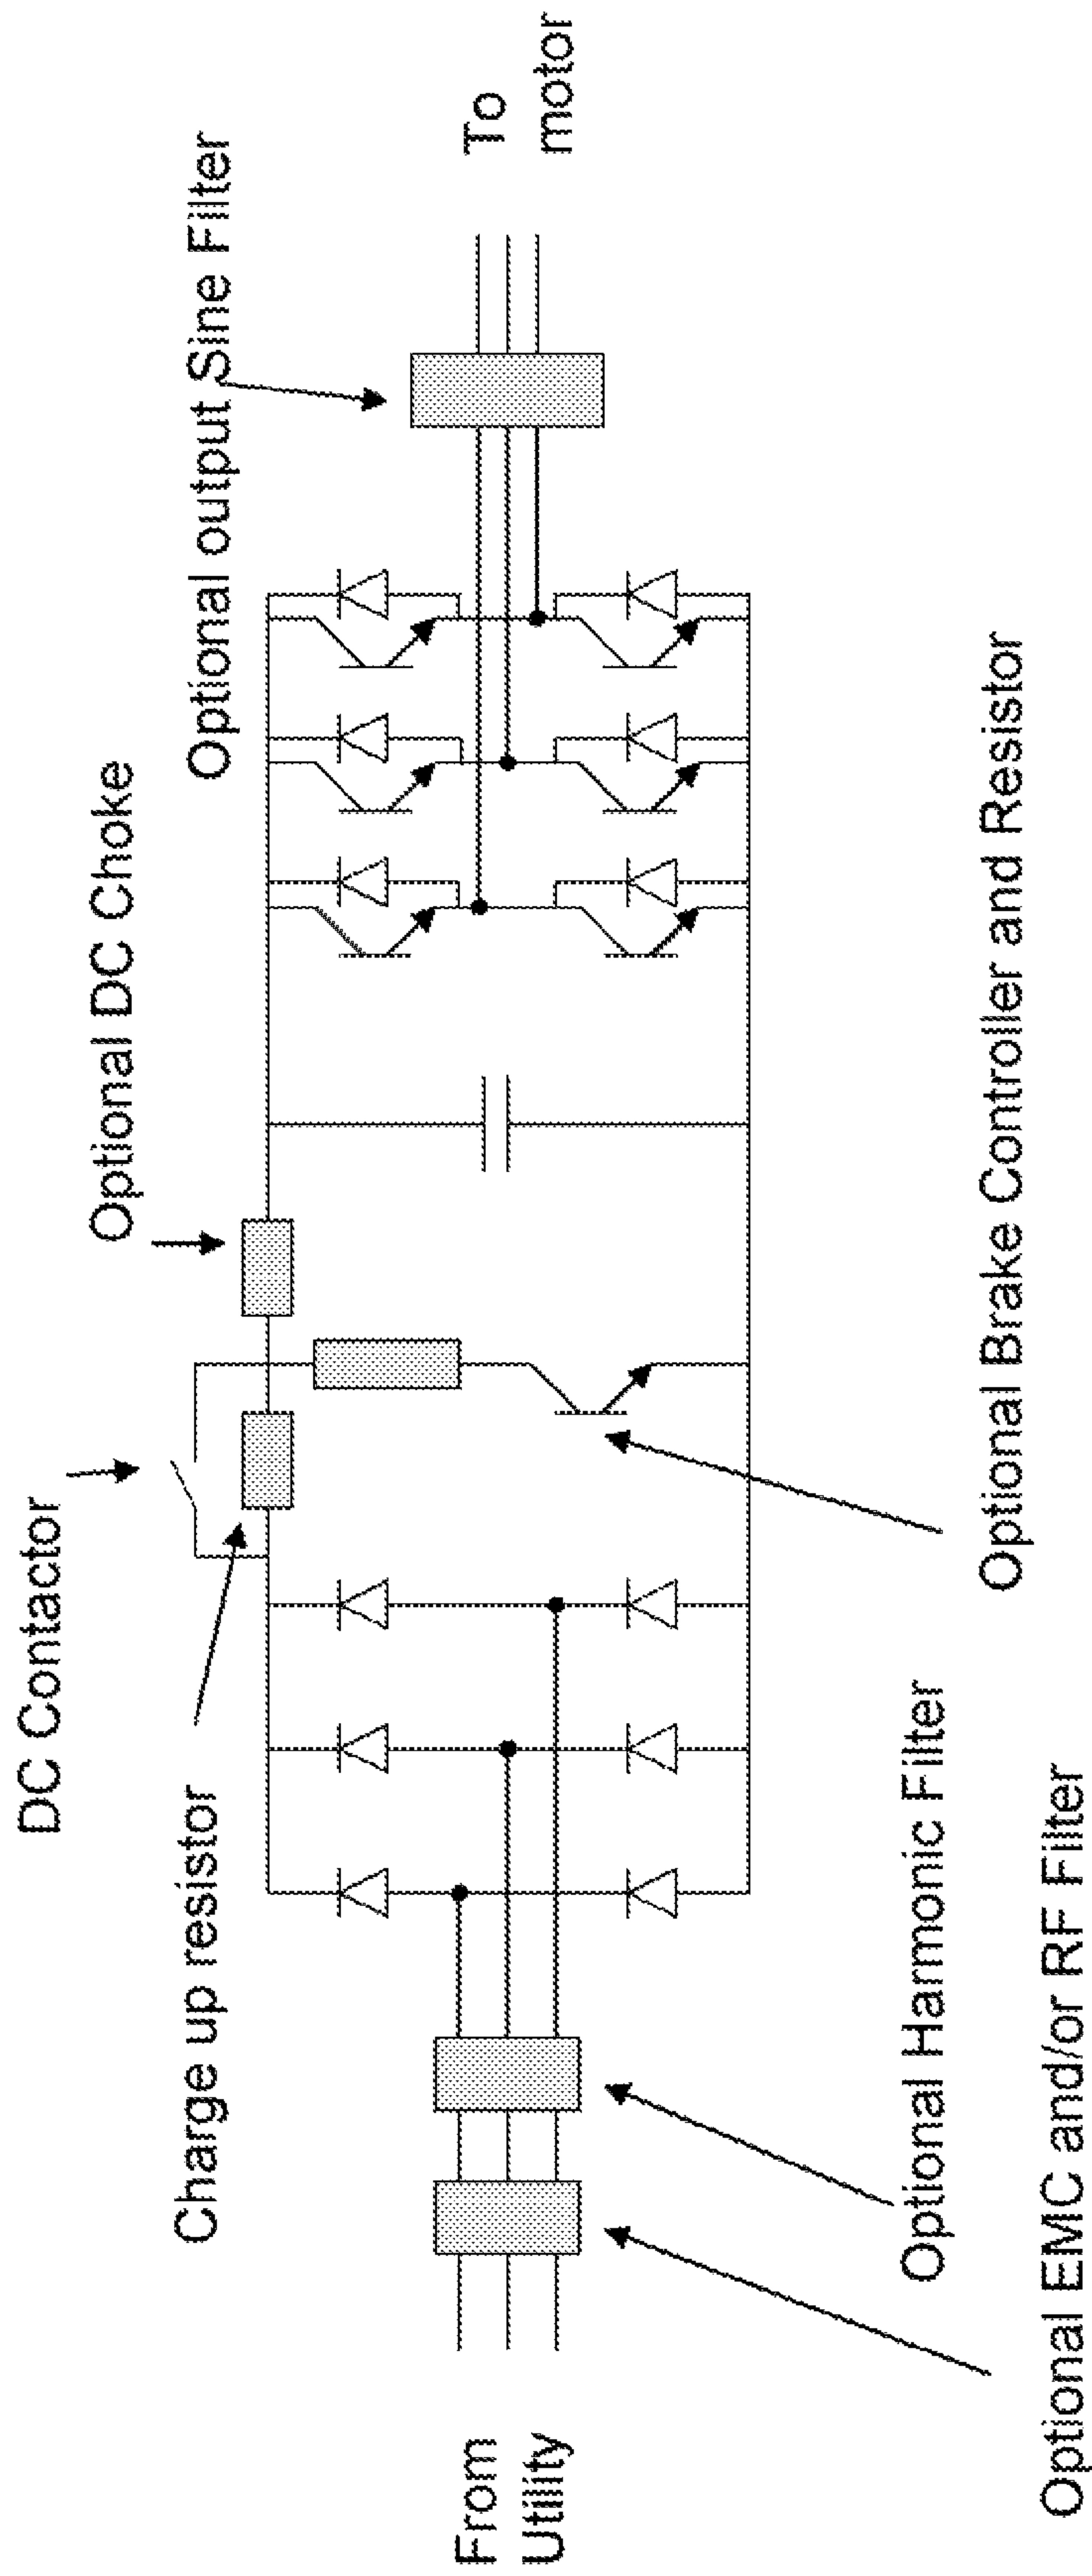 DC Contactor
Charge up resistor
Optional DC Choke
Optional output Sine Filter
From
Utility
To
motor
Optional Harmonic Filter
Optional Brake Controller and Resistor
Optional EMC and/or RF Filter